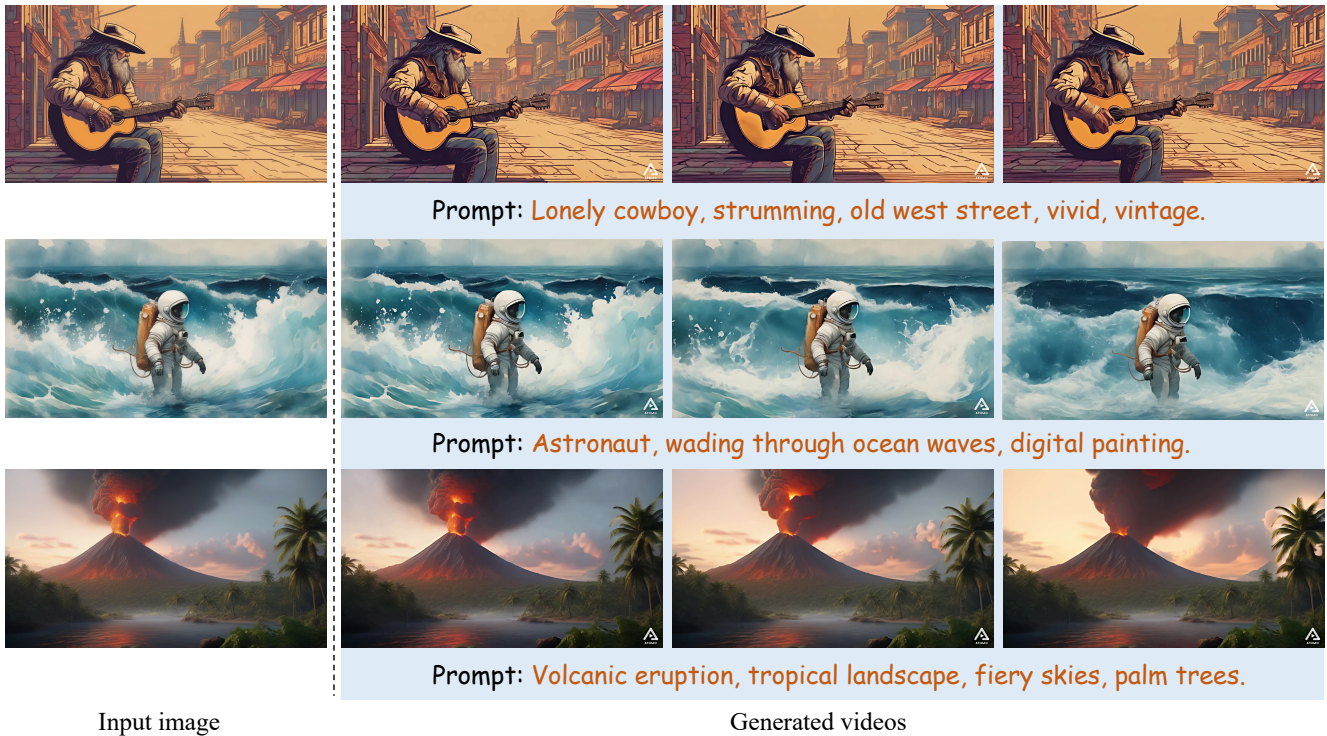 Prompt: Lonely cowboy, strumming, old west street, vivid, vintage.
Prompt: Astronaut, wading through ocean waves, digital painting.
Prompt: Volcanic eruption, tropical landscape, fiery skies, palm trees.
Input image
Generated videos